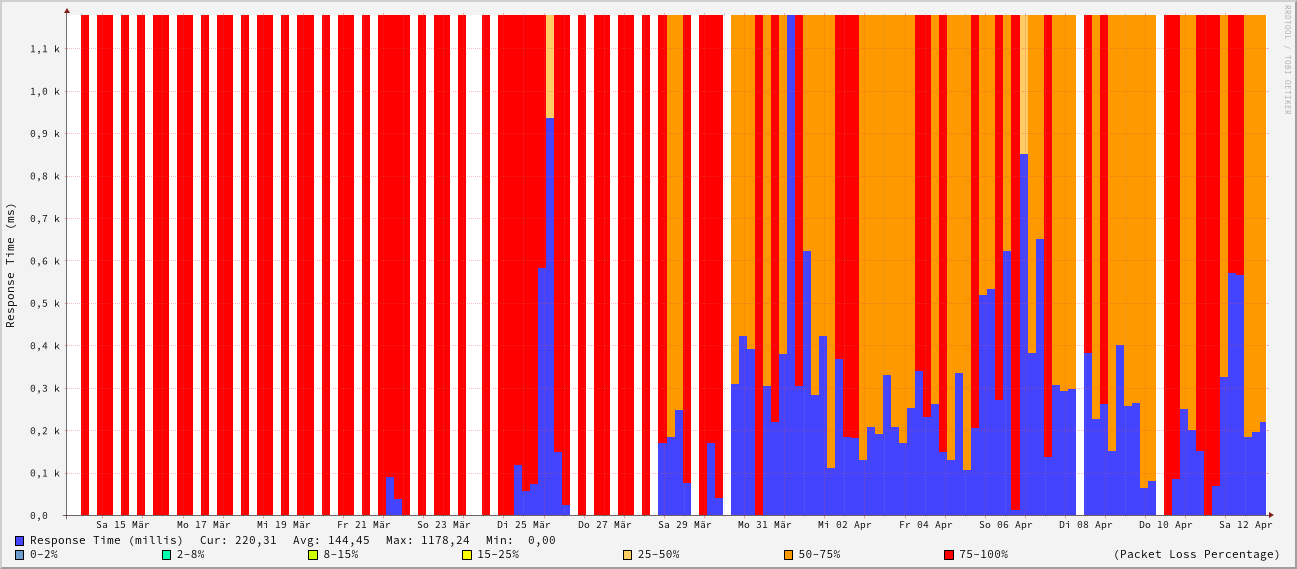 RRDTOOL / TOBI OETIKER
Response Time (ms)
1,1 k
1,0 k
0,9 k
0,8 k
0,7 k
0,6 k
0,5 k
0,4 k
0,3 k
0,2 k
0,1 k
0,0
Sa 15 Mär Mo 17 Mär Mi 19 Mär Fr 21 Mär So 23 Mär Di 25 Mär Do 27 Mär Sa 29 Mär Mo 31 Mär Mi 02 Apr Fr 04 Apr So 06 Apr Di 08 Apr Do 10 Apr Sa 12 Apr
Response Time (millis) Cur: 220,31 Avg: 144,45 Max: 1178,24 Min: 0,00
0-2% 2-8% 8-15% 15-25% 25-50% 50-75% 75-100% (Packet Loss Percentage)